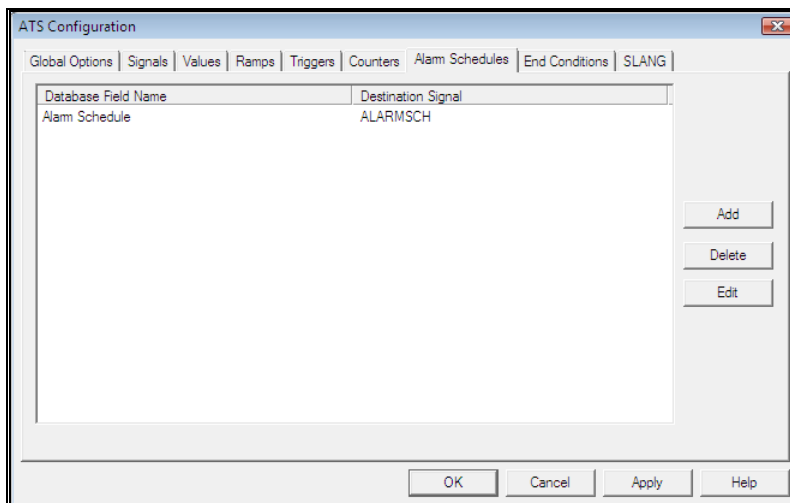 ATS Configuration
Global Options Signals Values Ramps Triggers Counters Alarm Schedules End Conditions SLANG
Database Field Name Destination Signal
Alarm Schedule ALARMSCH
Add
Delete
Edit
OK Cancel Apply Help